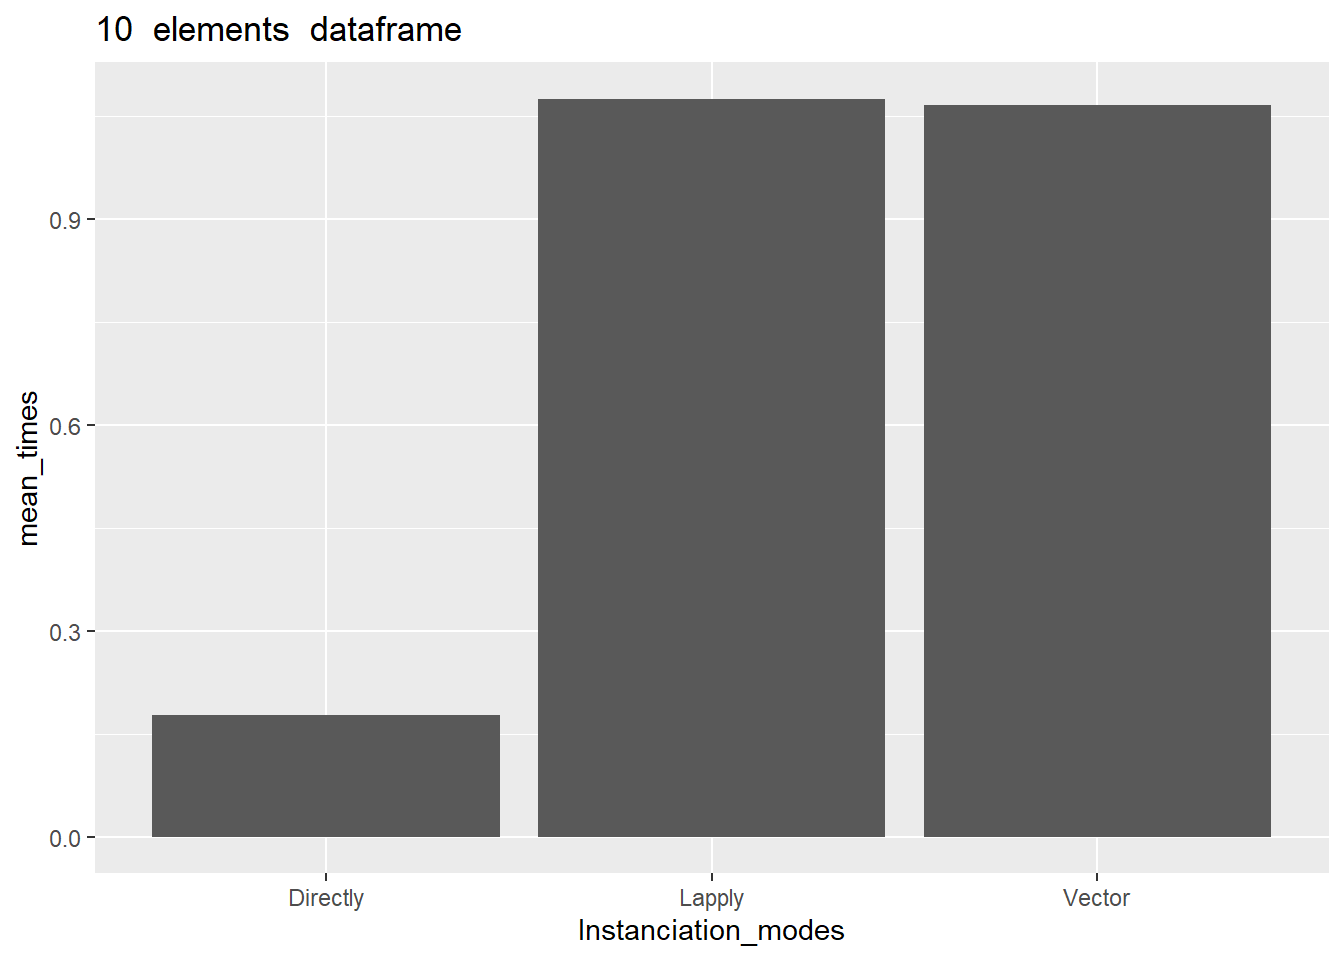 10  elements  dataframe
mean_times
0.9
0.6
0.3
0.0
Directly
Lapply
Vector
Instanciation_modes